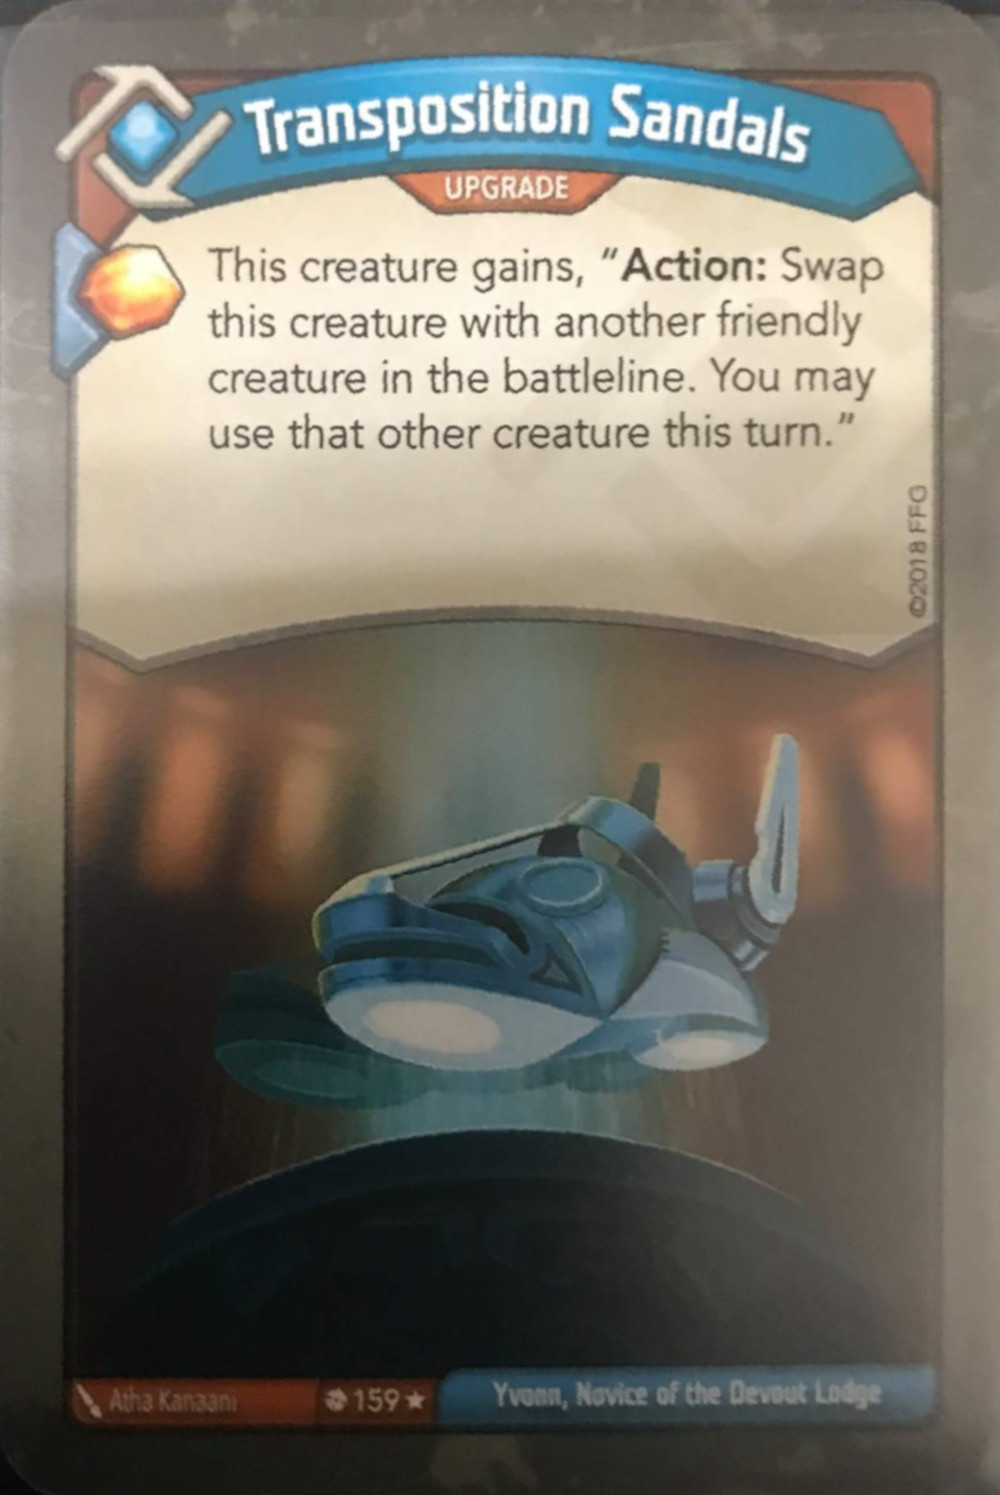 Transposition Sandals
UPGRADE
This creature gains, "Action: Swap
this creature with another friendly
creature in the battleline. You may
use that other creature this turn."
©2018 FFG
Atha Kanaani
159★
Yvonn, Novice of the Devout Lodge